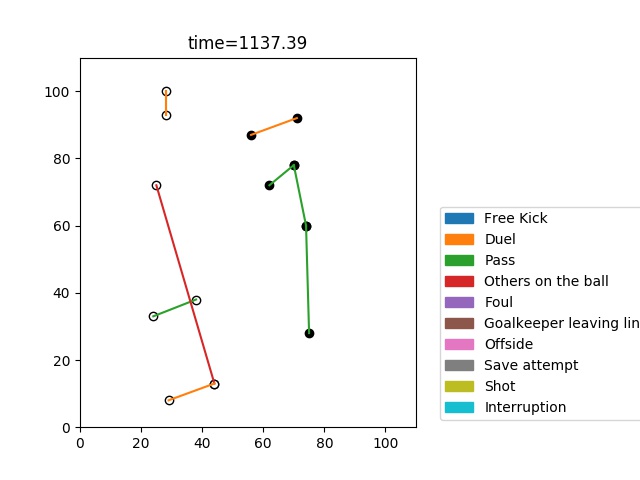 time=1137.39
100
80
60
40
20
0
0 20 40 60 80 100
Free Kick
Duel
Pass
Others on the ball
Foul
Goalkeeper leaving lin
Offside
Save attempt
Shot
Interruption